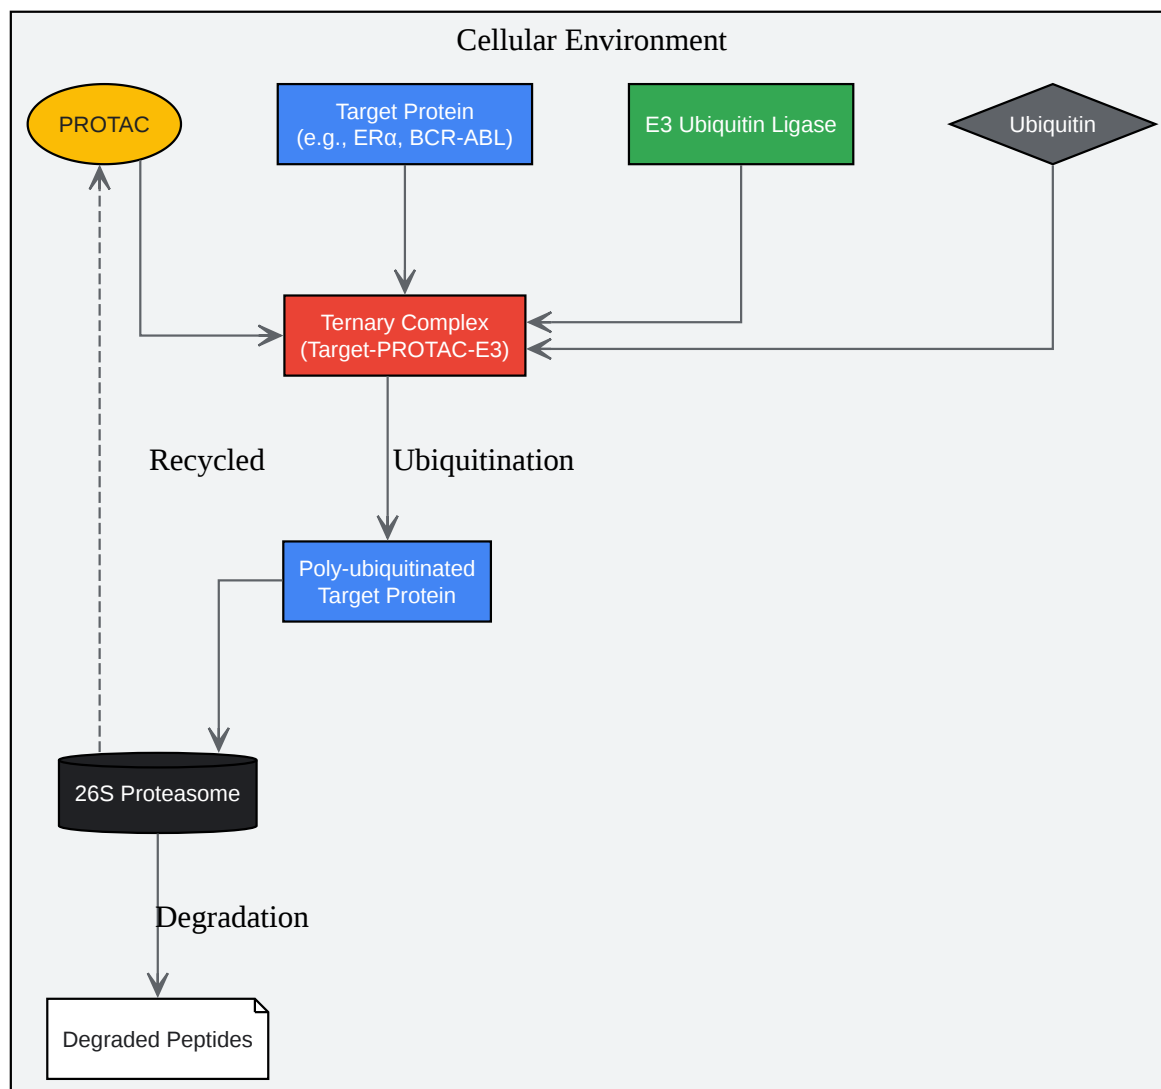 Cellular Environment
PROTAC
Target Protein
(e.g., ERα, BCR-ABL)
E3 Ubiquitin Ligase
Ubiquitin
Ternary Complex
(Target-PROTAC-E3)
Recycled
Ubiquitination
Poly-ubiquitinated
Target Protein
26S Proteasome
Degradation
Degraded Peptides